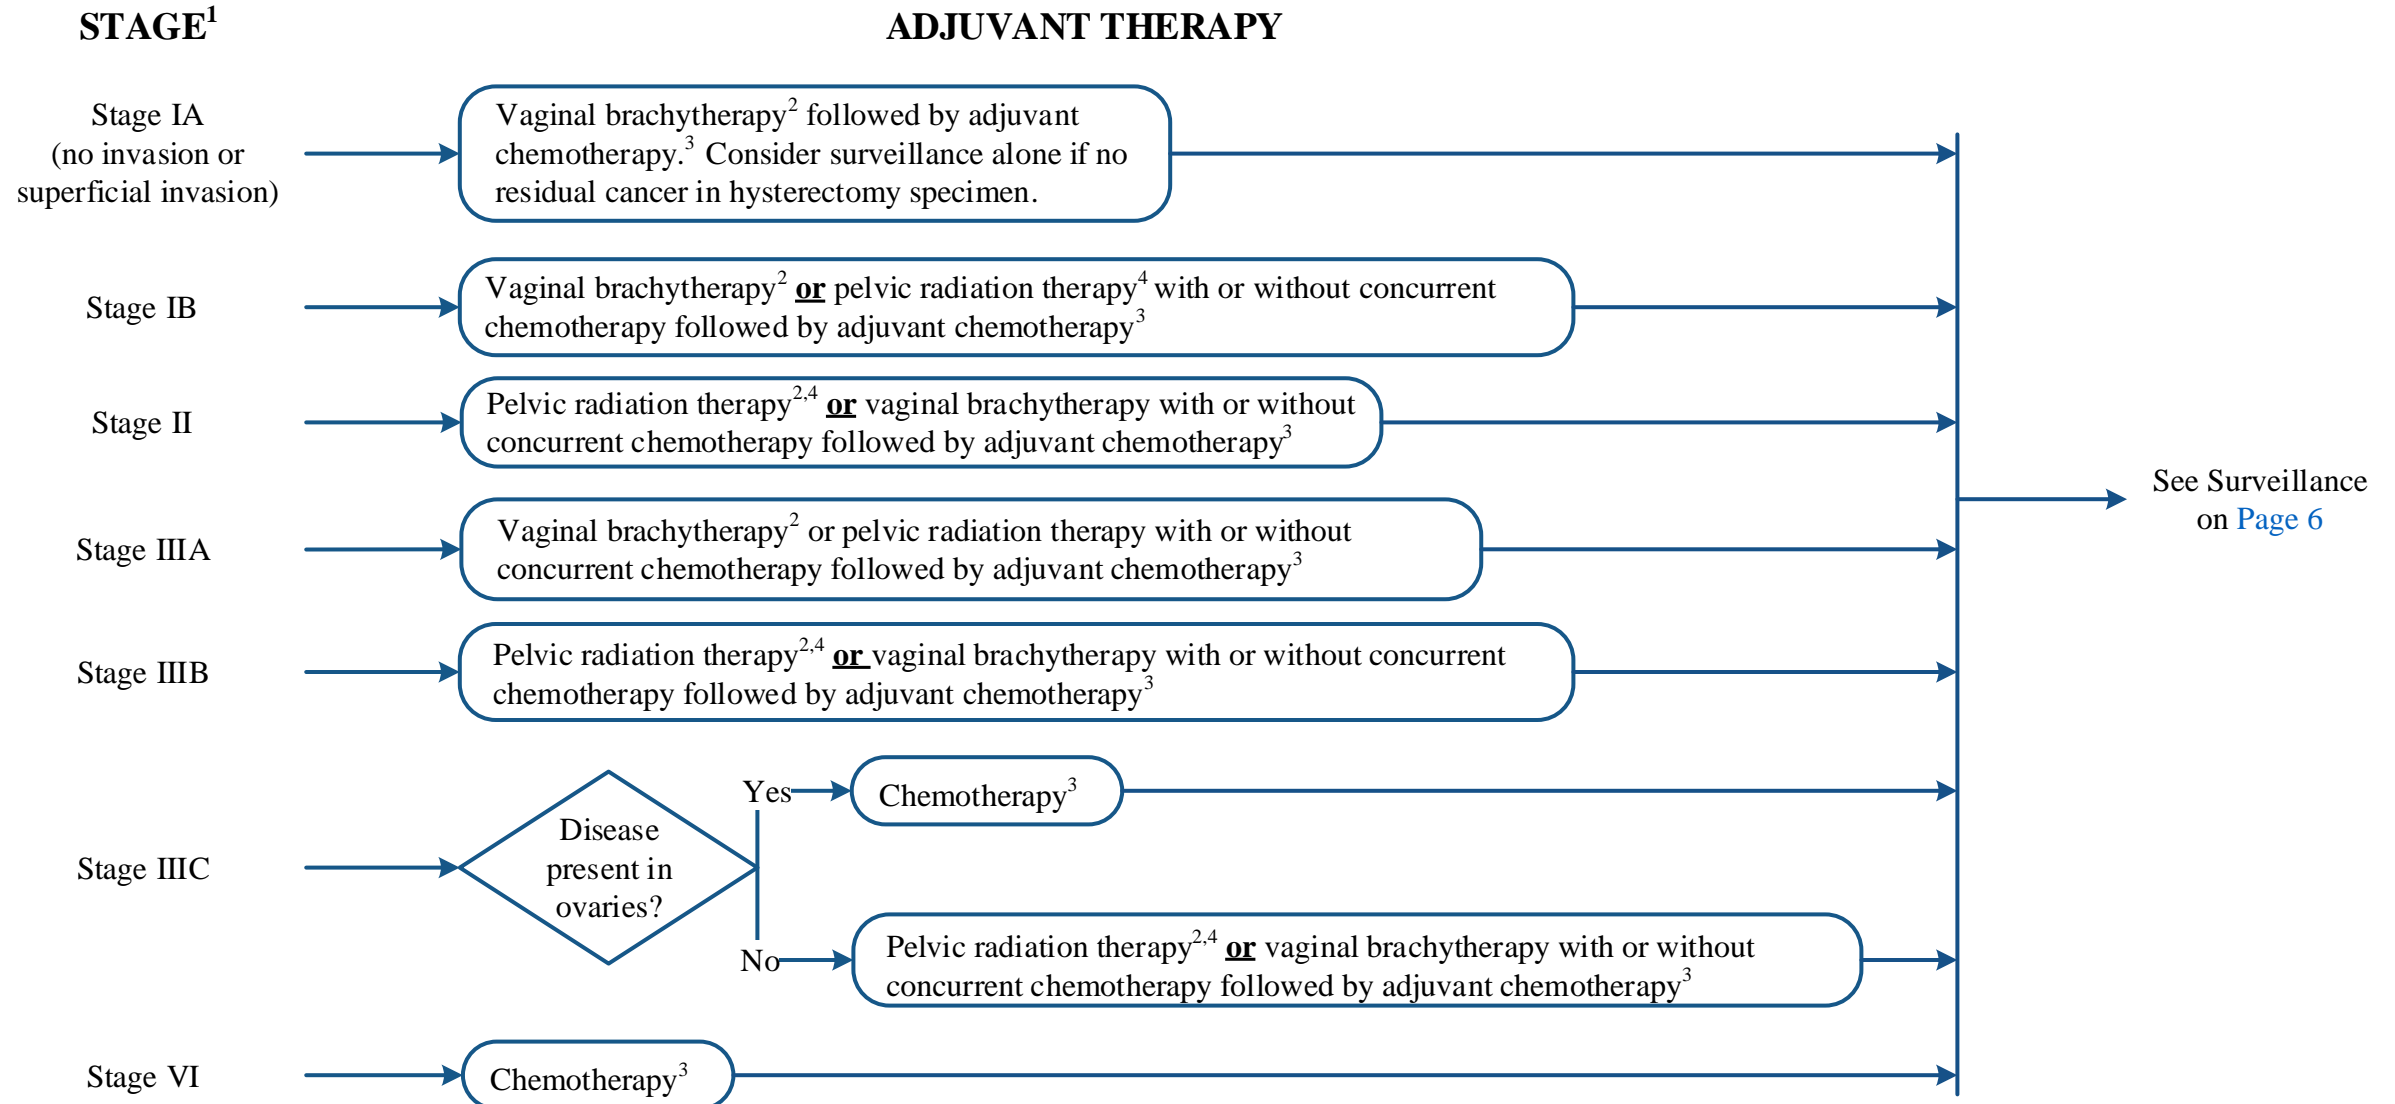 STAGE¹
ADJUVANT THERAPY
Stage IA
(no invasion or
superficial invasion)
Vaginal brachytherapy² followed by adjuvant
chemotherapy.³ Consider surveillance alone if no
residual cancer in hysterectomy specimen.
Stage IB
Vaginal brachytherapy² or pelvic radiation therapy⁴ with or without concurrent
chemotherapy followed by adjuvant chemotherapy³
Stage II
Pelvic radiation therapy²,⁴ or vaginal brachytherapy with or without
concurrent chemotherapy followed by adjuvant chemotherapy³
Stage IIIA
Vaginal brachytherapy² or pelvic radiation therapy with or without
concurrent chemotherapy followed by adjuvant chemotherapy³
Stage IIIB
Pelvic radiation therapy²,⁴ or vaginal brachytherapy with or without concurrent
chemotherapy followed by adjuvant chemotherapy³
Stage IIIC
Disease
present in
ovaries?
Yes
Chemotherapy³
No
Pelvic radiation therapy²,⁴ or vaginal brachytherapy with or without
concurrent chemotherapy followed by adjuvant chemotherapy³
Stage VI
Chemotherapy³
See Surveillance
on Page 6